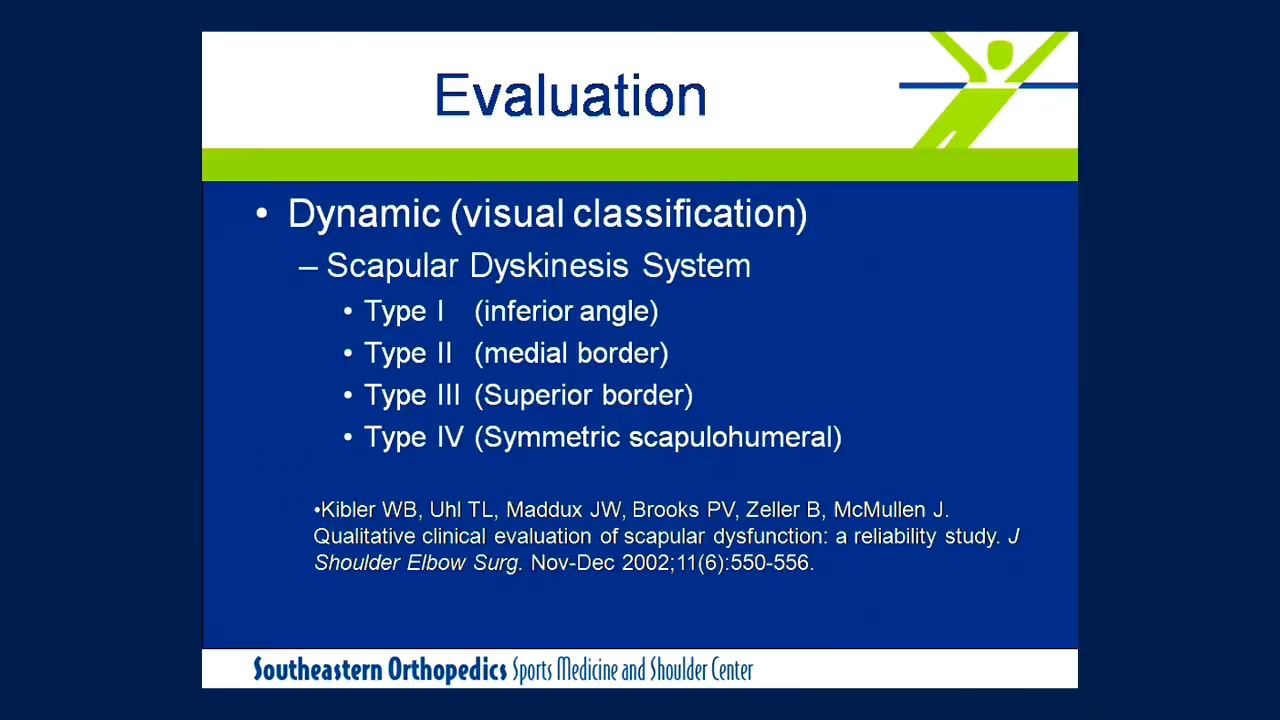 Evaluation
• Dynamic (visual classification)
– Scapular Dyskinesis System
• Type I (inferior angle)
• Type II (medial border)
• Type III (Superior border)
• Type IV (Symmetric scapulohumeral)
•Kibler WB, Uhl TL, Maddux JW, Brooks PV, Zeller B, McMullen J.
Qualitative clinical evaluation of scapular dysfunction: a reliability study. J
Shoulder Elbow Surg. Nov-Dec 2002;11(6):550-556.
Southeastern Orthopedics Sports Medicine and Shoulder Center